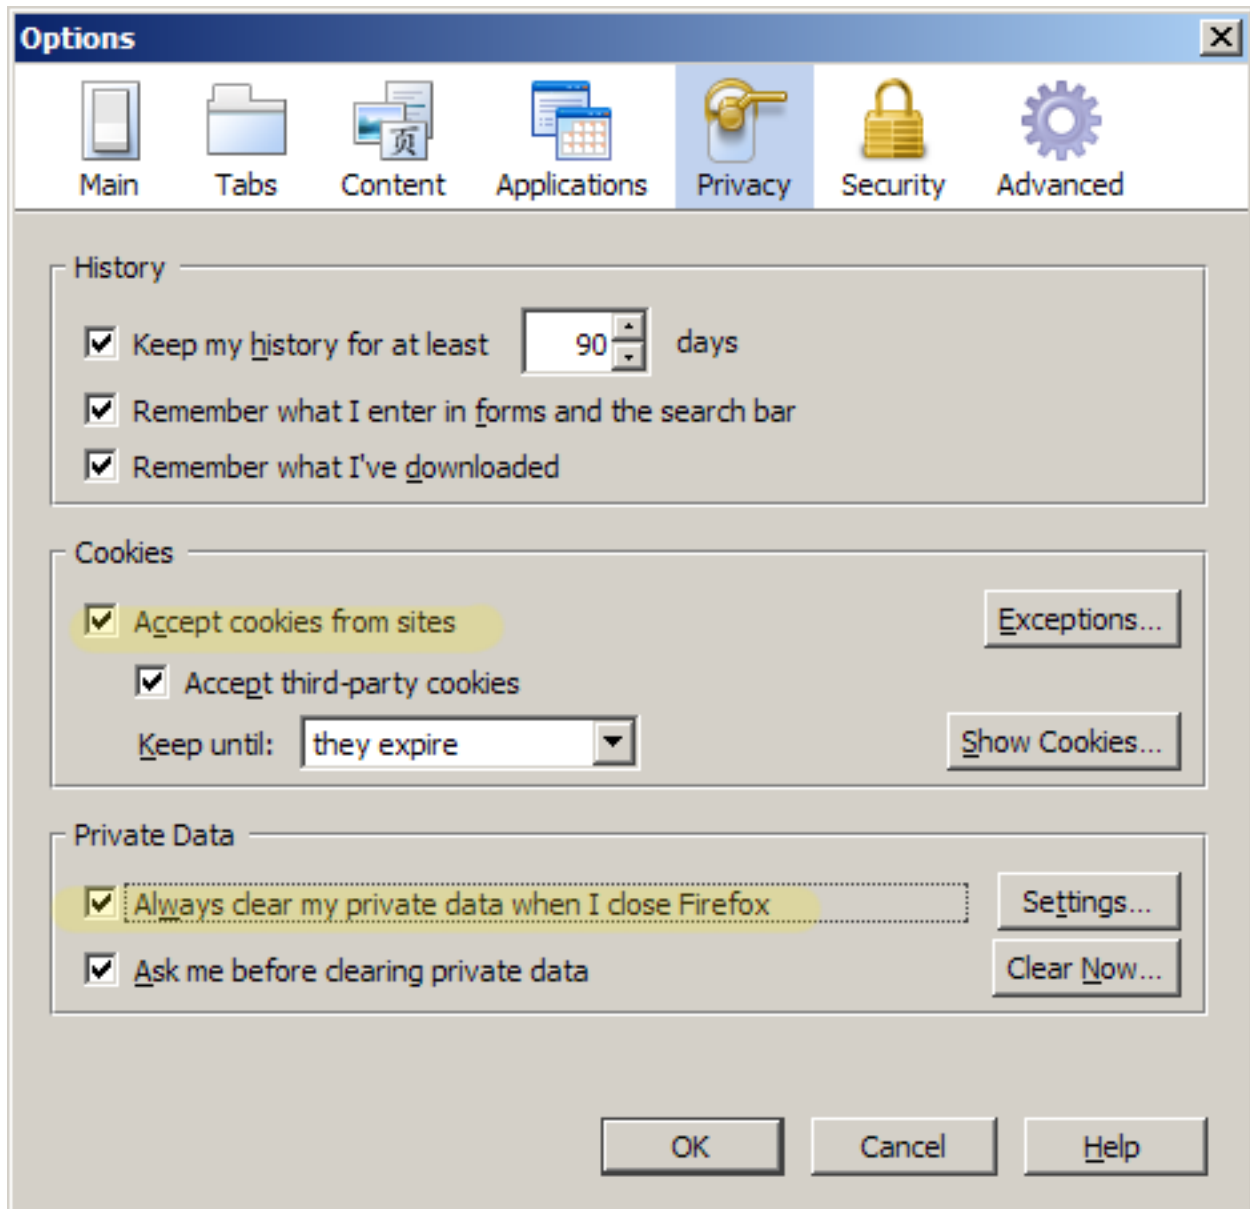 Options
页
Main Tabs Content Applications Privacy Security Advanced
History
Keep my history for at least 90 days
Remember what I enter in forms and the search bar
Remember what I've downloaded
Cookies
Accept cookies from sites Exceptions...
Accept third-party cookies
Keep until: they expire Show Cookies...
Private Data
Always clear my private data when I close Firefox Settings...
Ask me before clearing private data Clear Now...
OK Cancel Help